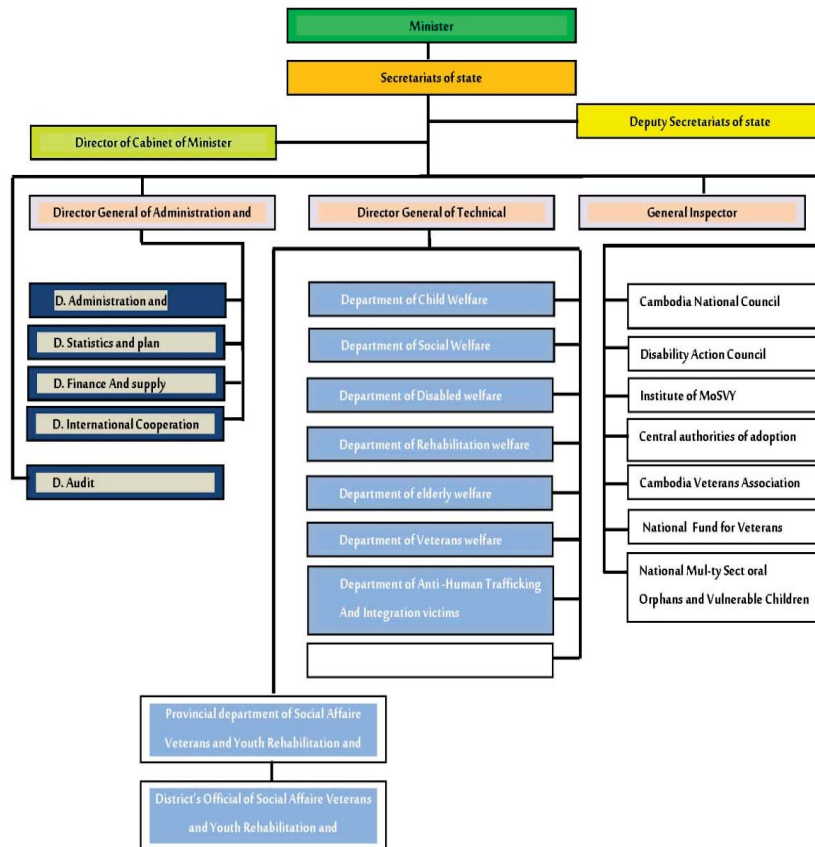 Minister
Secretariats of state
Deputy Secretariats of state
Director of Cabinet of Minister
Director General of Administration and
Director General of Technical
General Inspector
D. Administration and
D. Statistics and plan
D. Finance And supply
D. International Cooperation
D. Audit
Department of Child Welfare
Department of Social Welfare
Department of Disabled welfare
Department of Rehabilitation welfare
Department of elderly welfare
Department of Veterans welfare
Department of Anti -Human Trafficking
And Integration victims
Cambodia National Council
Disability Action Council
Institute of MoSVY
Central authorities of adoption
Cambodia Veterans Association
National Fund for Veterans
National Mul-ty Sect oral
Orphans and Vulnerable Children
Provincial department of Social Affaire
Veterans and Youth Rehabilitation and
District's Official of Social Affaire Veterans
and Youth Rehabilitation and